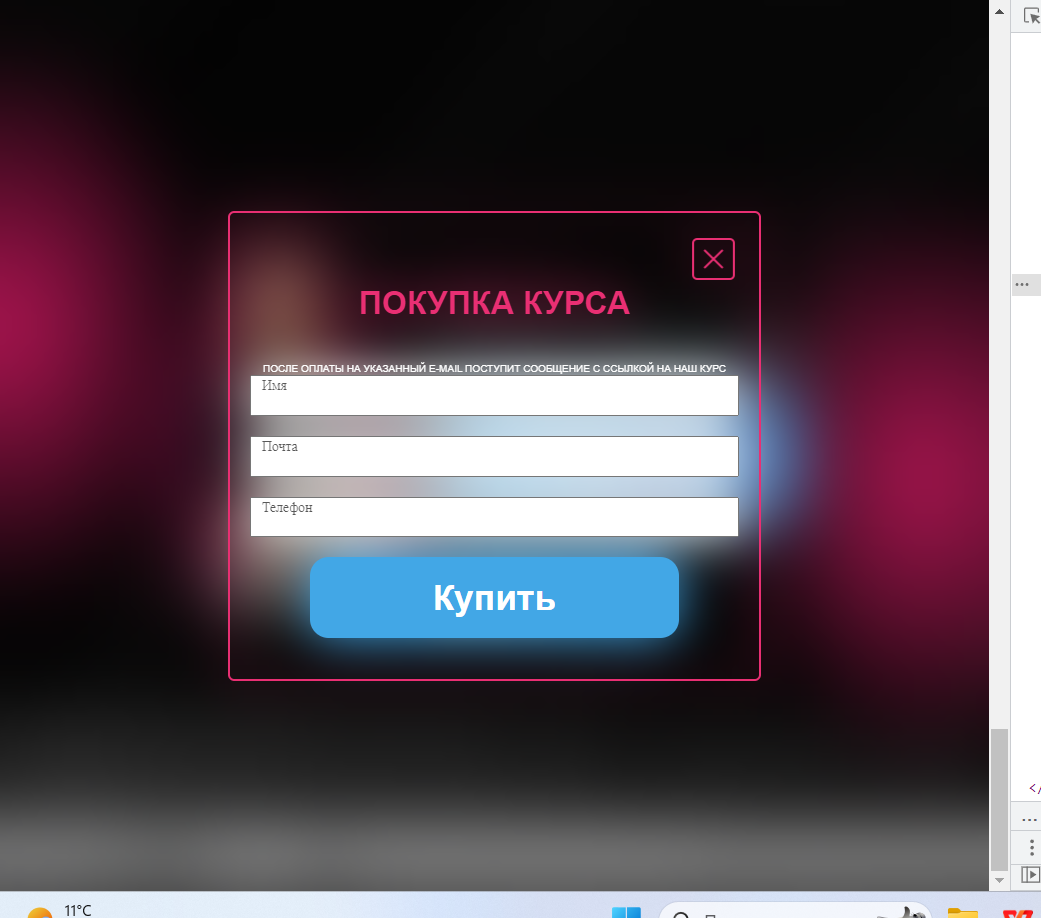 ПОКУПКА КУРСА
ПОСЛЕ ОПЛАТЫ НА УКАЗАННЫЙ E-MAIL ПОСТУПИТ СООБЩЕНИЕ С ССЫЛКОЙ НА НАШ КУРС
Имя
Почта
Телефон
Купить
</
11°C